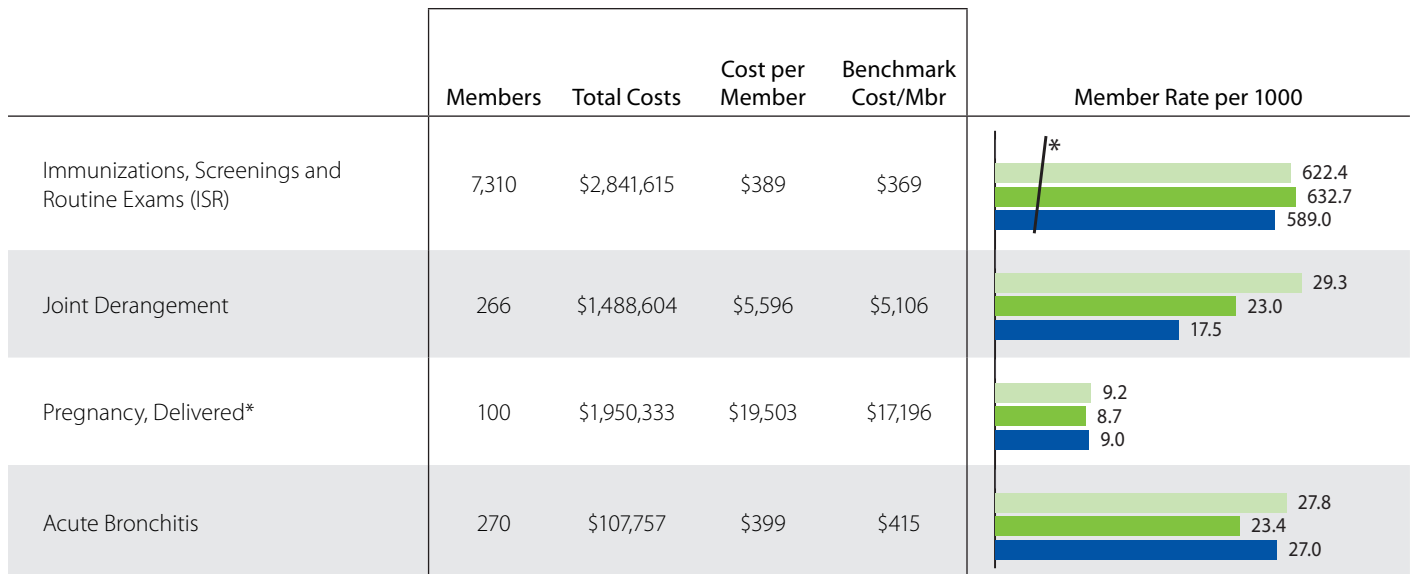 Members Total Costs Cost per Member Benchmark Cost/Mbr Member Rate per 1000
*
Immunizations, Screenings and
Routine Exams (ISR)
7,310 $2,841,615 $389 $369
622.4
632.7
589.0
Joint Derangement 266 $1,488,604 $5,596 $5,106
29.3
23.0
17.5
Pregnancy, Delivered* 100 $1,950,333 $19,503 $17,196
9.2
8.7
9.0
Acute Bronchitis 270 $107,757 $399 $415
27.8
23.4
27.0